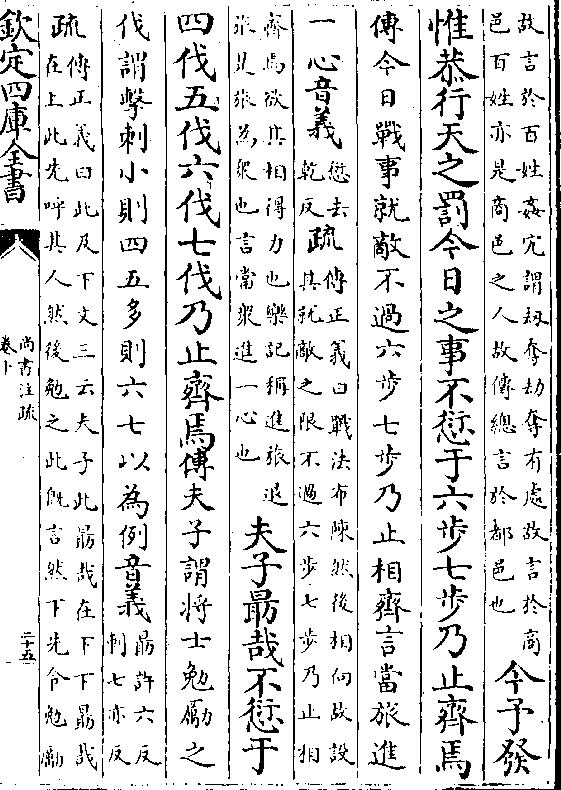 故言於百姓姦宄謂劫奪劫奪有處故言於商
邑百姓亦是商邑之人故傳總言於都邑也
今予發
惟恭行天之罰今日之事不愆于六步七步乃止齊焉
傳今日戰事就敵不過六步七步乃止相齊言當旅進
一心音義
愆去
乾反
疏
傳正義曰戰法布陳然後相向故設
其就敵之限不過六步七步乃止相
齊焉欲其相得力也樂記稱進旅退
旅是旅為衆也言當衆進一心也
夫子勗哉不愆于
四伐五伐六伐七伐乃止齊焉傳夫子謂將士勉勵之
伐謂擊刺小則四五多則六七以為例音義
勗許六反
刺七亦反
疏
傳正義曰此及下文三云夫子此勗哉在下下勗哉
在上此先呼其人然後勉之此既言然下先令勉勵
欽定四庫全書
尚書注疏
卷十
二十五